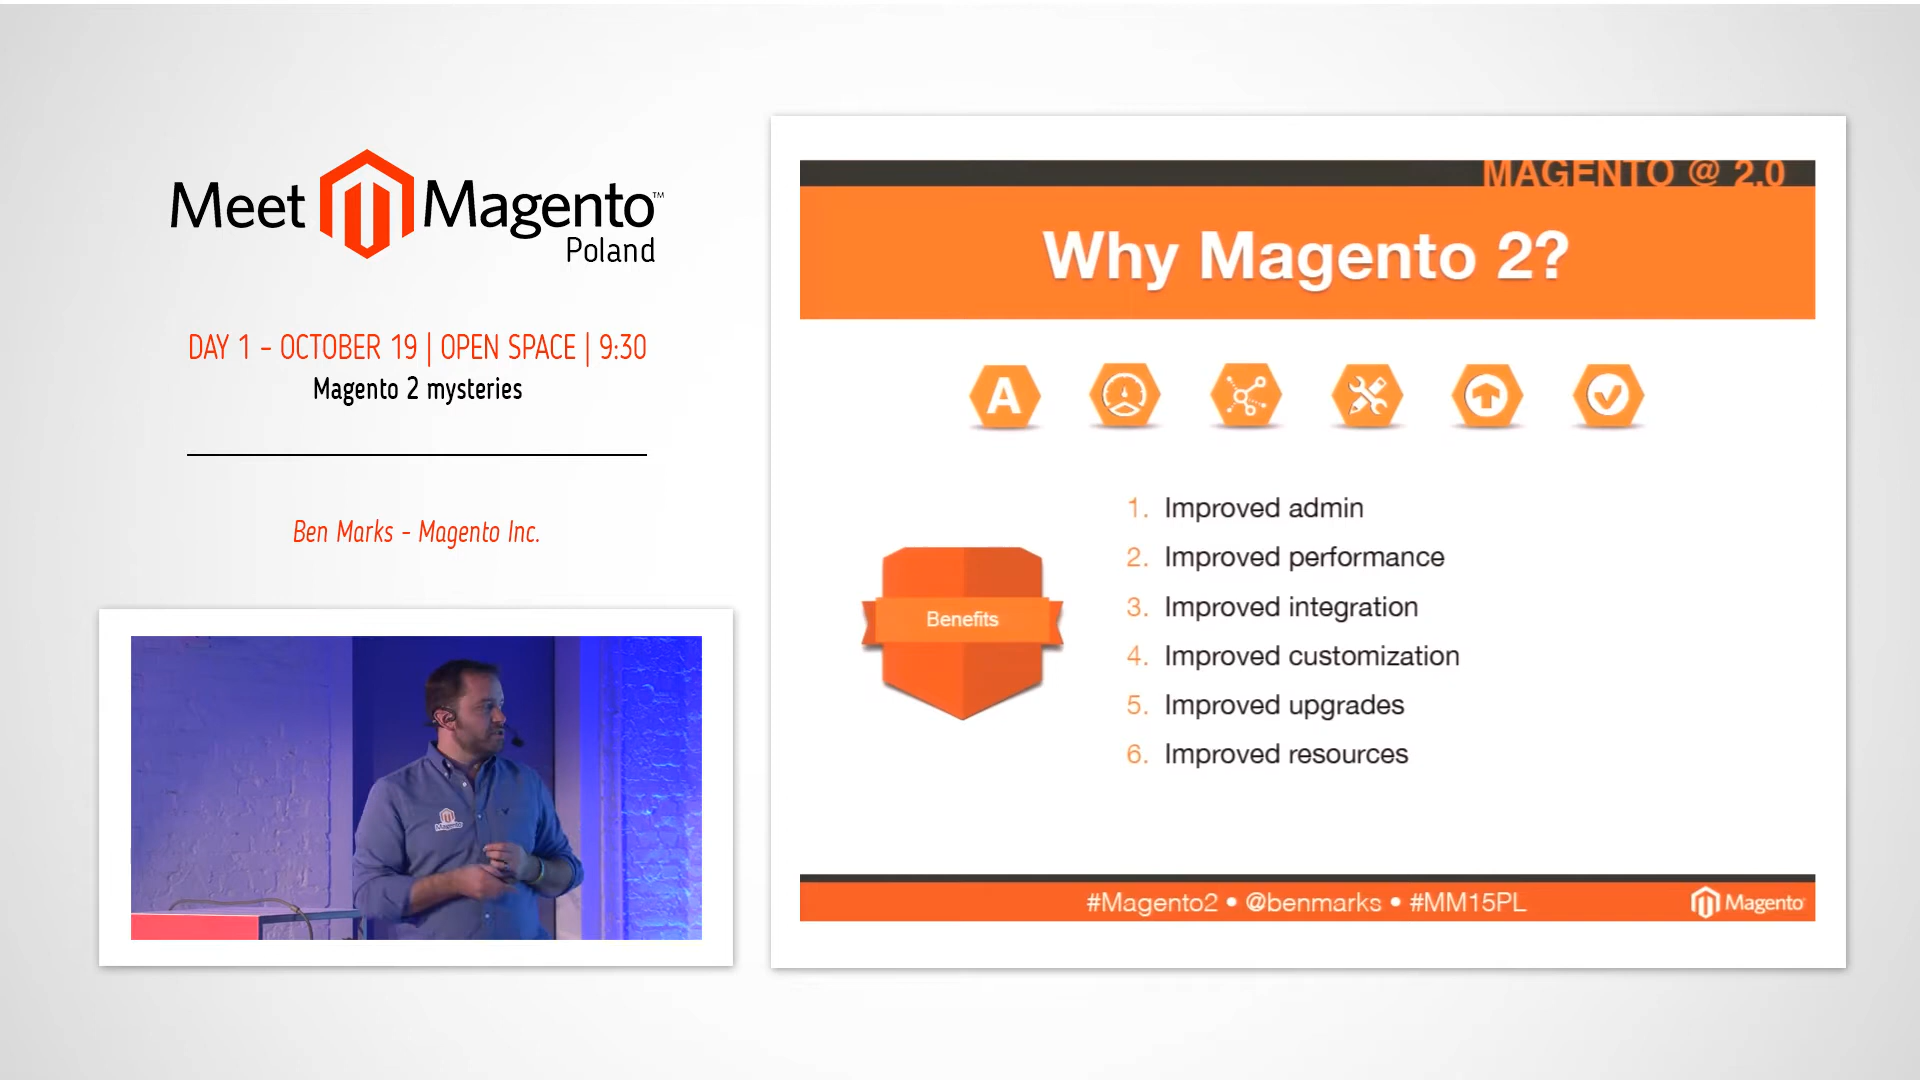 Meet Magento™
Poland
DAY 1 - OCTOBER 19 | OPEN SPACE | 9:30
Magento 2 mysteries
Ben Marks - Magento Inc.
Magento
MAGENTO @ 2.0
Why Magento 2?
A
Benefits
1. Improved admin
2. Improved performance
3. Improved integration
4. Improved customization
5. Improved upgrades
6. Improved resources
#Magento2 • @benmarks • #MM15PL
Magento